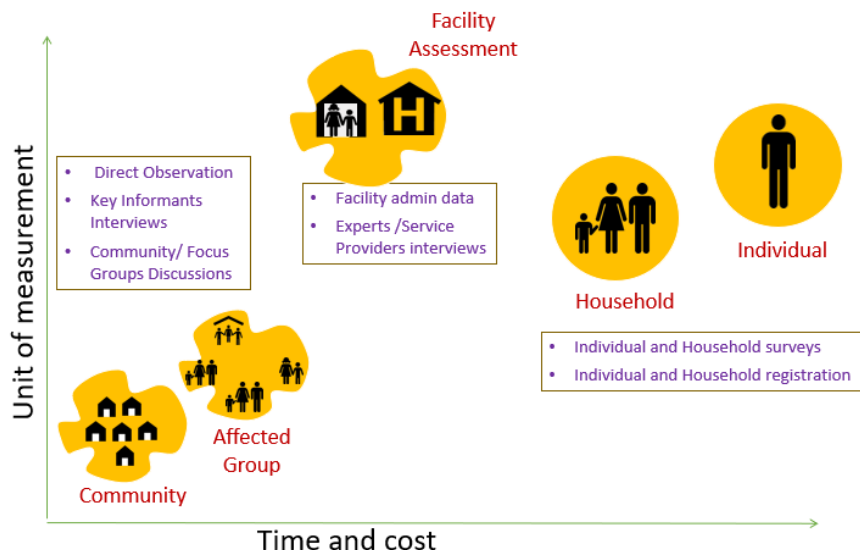 Facility
Assessment
H
Unit of measurement
• Direct Observation
• Key Informants
Interviews
• Community/ Focus
Groups Discussions
• Facility admin data
• Experts /Service
Providers interviews
Individual
Household
• Individual and Household surveys
• Individual and Household registration
Affected
Group
Community
Time and cost